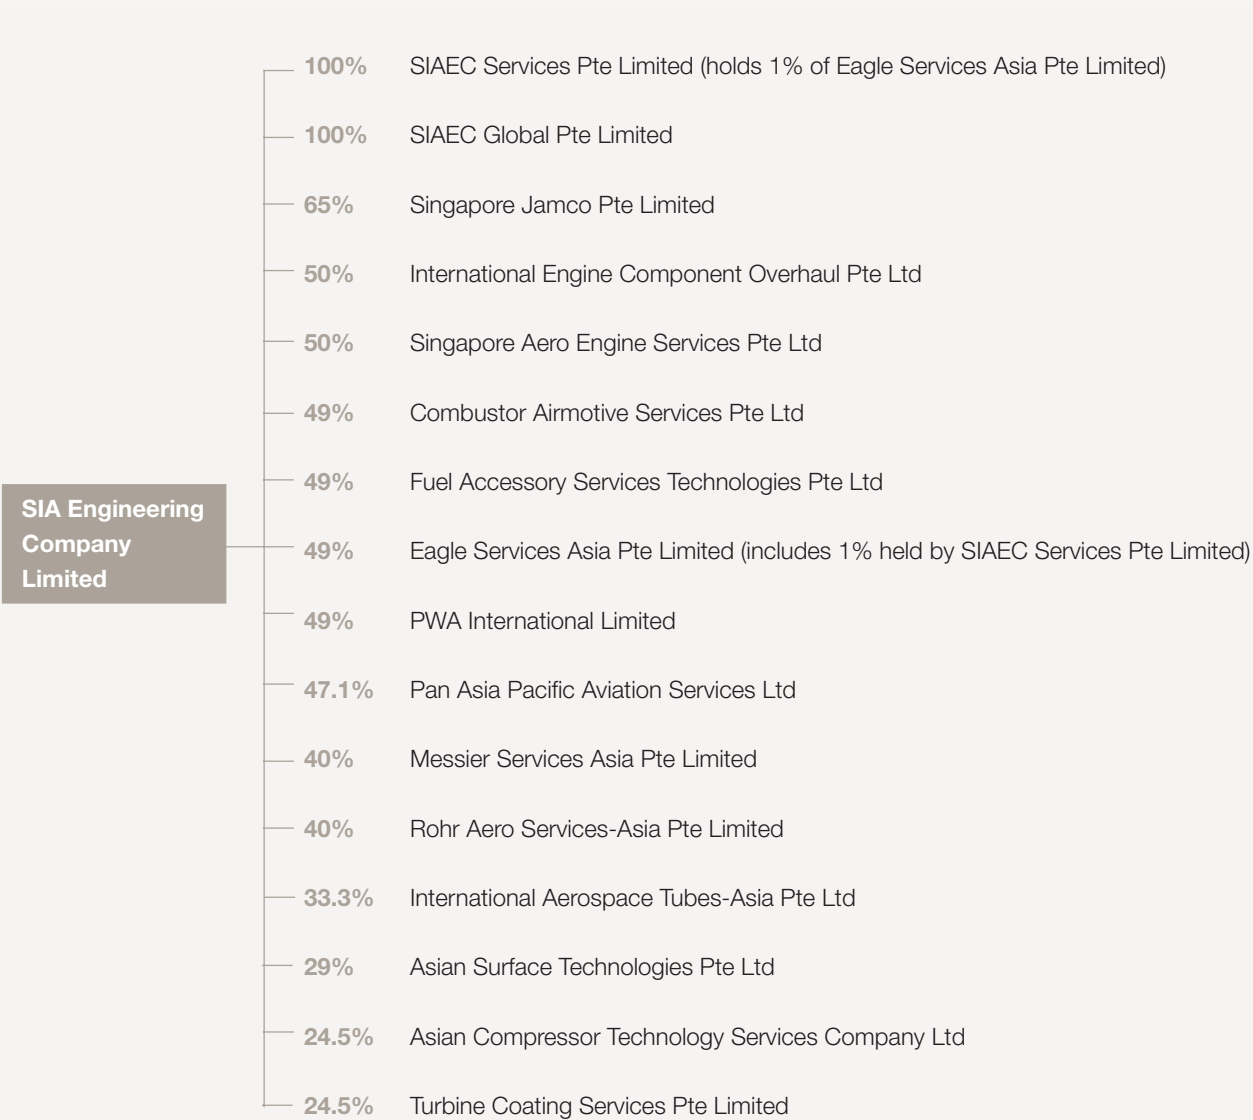 100% SIAEC Services Pte Limited (holds 1% of Eagle Services Asia Pte Limited)
100% SIAEC Global Pte Limited
65% Singapore Jamco Pte Limited
50% International Engine Component Overhaul Pte Ltd
50% Singapore Aero Engine Services Pte Ltd
49% Combustor Airmotive Services Pte Ltd
49% Fuel Accessory Services Technologies Pte Ltd
SIA Engineering
Company
Limited
49% Eagle Services Asia Pte Limited (includes 1% held by SIAEC Services Pte Limited)
49% PWA International Limited
47.1% Pan Asia Pacific Aviation Services Ltd
40% Messier Services Asia Pte Limited
40% Rohr Aero Services-Asia Pte Limited
33.3% International Aerospace Tubes-Asia Pte Ltd
29% Asian Surface Technologies Pte Ltd
24.5% Asian Compressor Technology Services Company Ltd
24.5% Turbine Coating Services Pte Limited